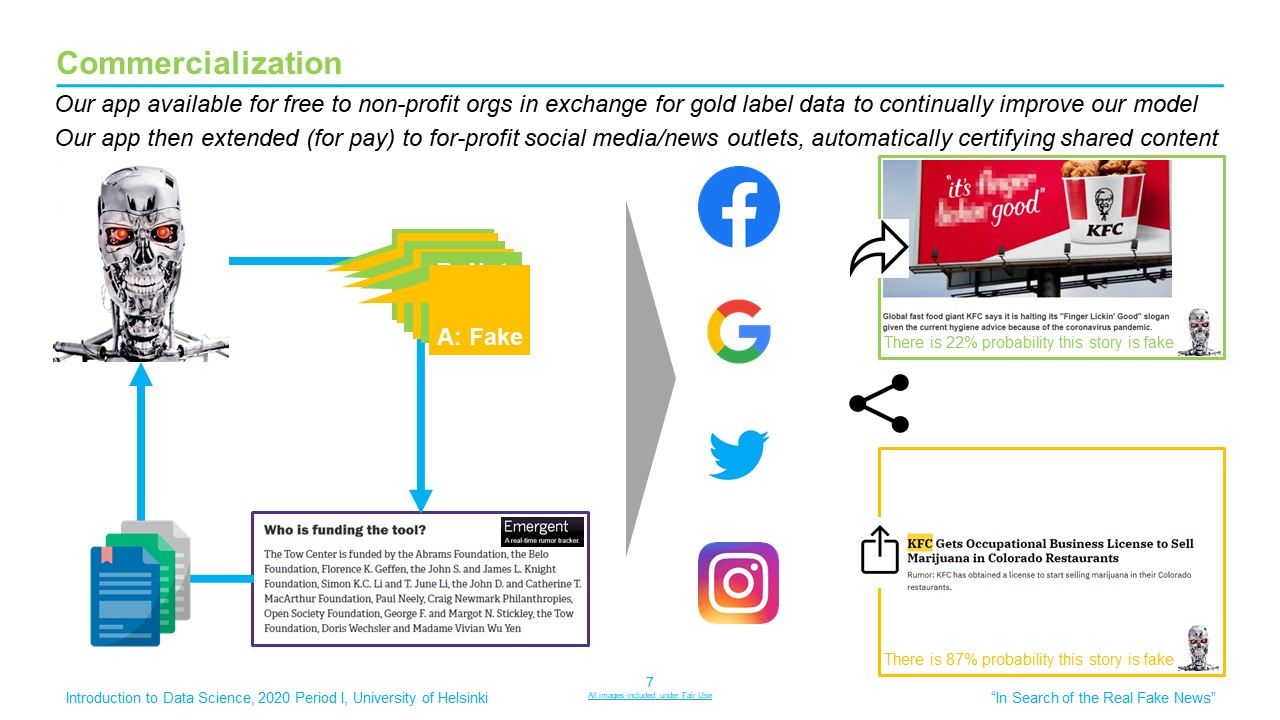 Commercialization
Our app available for free to non-profit orgs in exchange for gold label data to continually improve our model
Our app then extended (for pay) to for-profit social media/news outlets, automatically certifying shared content
"it's
good"
KFC
A: Fake
Global fast food giant KFC says it is halting its "Finger Lickin' Good" slogan
given the current hygiene advice because of the coronavirus pandemic.
There is 22% probability this story is fake
Who is funding the tool?
Emergent
A real-time rumor tracker.
The Tow Center is funded by the Abrams Foundation, the Belo
Foundation, Florence K. Geffen, the John S. and James L. Knight
Foundation, Simon K.C. Li and T. June Li, the John D. and Catherine T.
MacArthur Foundation, Paul Neely, Craig Newmark Philanthropies,
Open Society Foundation, George F. and Margot N. Stickley, the Tow
Foundation, Doris Wechsler and Madame Vivian Wu Yen
KFC Gets Occupational Business License to Sell
Marijuana in Colorado Restaurants
Rumor: KFC has obtained a license to start selling marijuana in their Colorado
restaurants.
There is 87% probability this story is fake
Introduction to Data Science, 2020 Period I, University of Helsinki
7
All images included under Fair Use
“In Search of the Real Fake News”